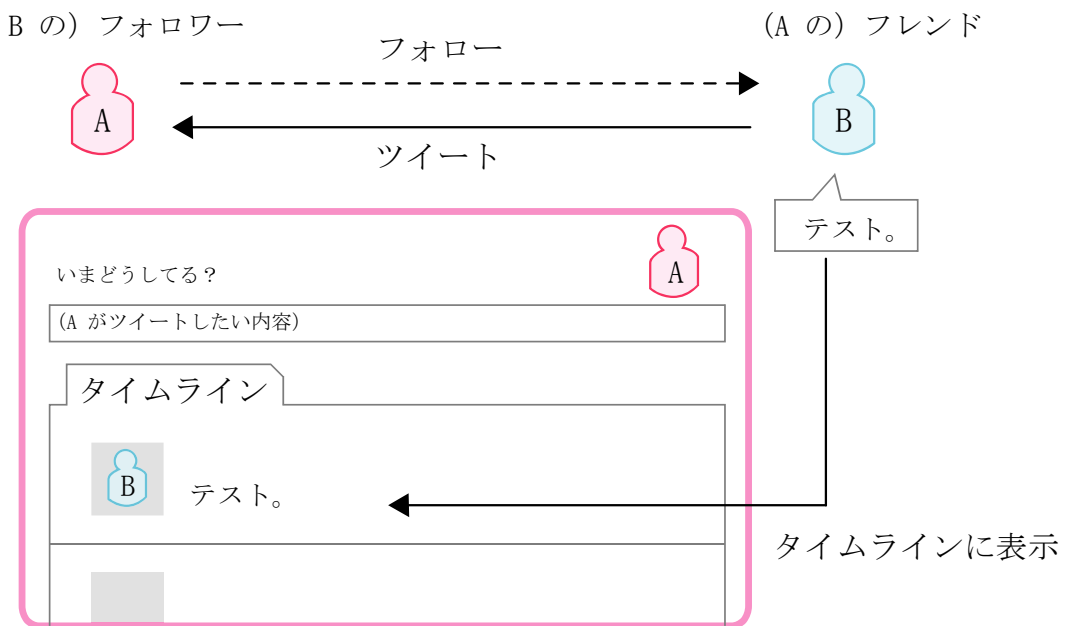 B の）フォロワー
(A の）フレンド
フォロー
A
B
ツイート
テスト。
A
いまどうしてる？
(A がツイートしたい内容)
タイムライン
B
テスト。
タイムラインに表示